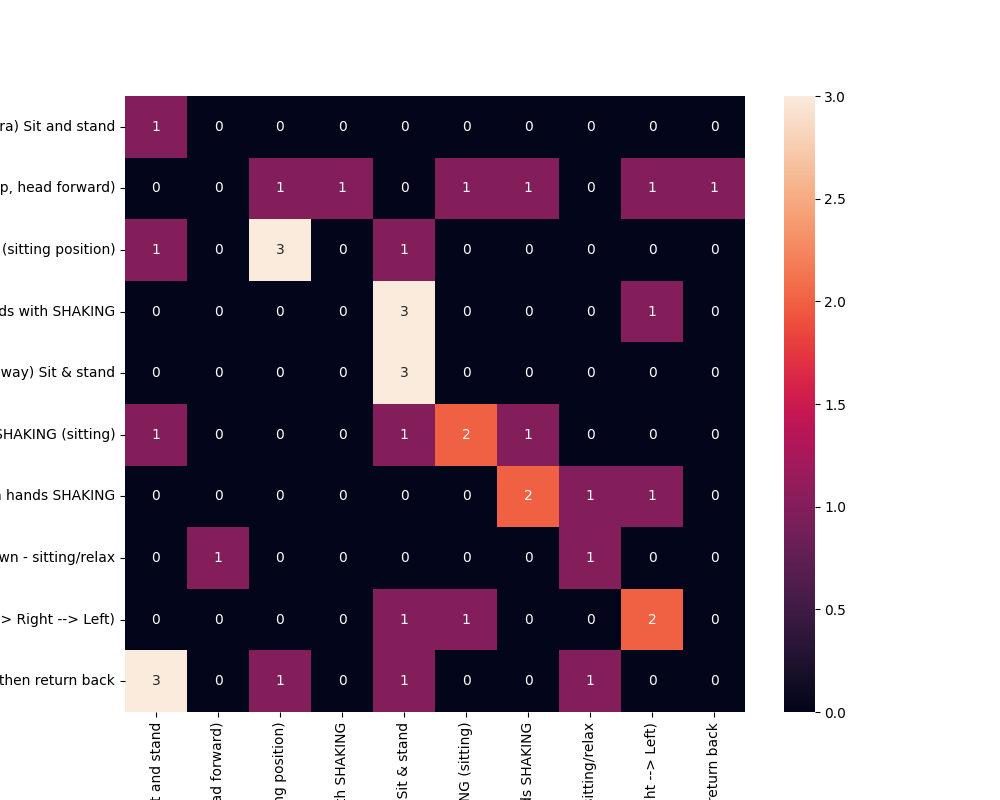 ra) Sit and stand 1 0 0 0 0 0 0 0 0 0 3.0
p, head forward) 0 0 1 1 0 1 1 0 1 1 2.5
(sitting position) 1 0 3 0 1 0 0 0 0 0
ds with SHAKING 0 0 0 0 3 0 0 0 1 0 2.0
way) Sit & stand 0 0 0 0 3 0 0 0 0 0
SHAKING (sitting) 1 0 0 0 1 2 1 0 0 0 1.5
hands SHAKING 0 0 0 0 0 0 2 1 1 0 1.0
wn - sitting/relax 0 1 0 0 0 0 0 1 0 0
> Right --> Left) 0 0 0 0 1 1 0 0 2 0 0.5
then return back 3 0 1 0 1 0 0 1 0 0 0.0
t and stand
ad forward)
ng position)
th SHAKING
Sit & stand
NG (sitting)
ds SHAKING
sitting/relax
ht --> Left)
return back